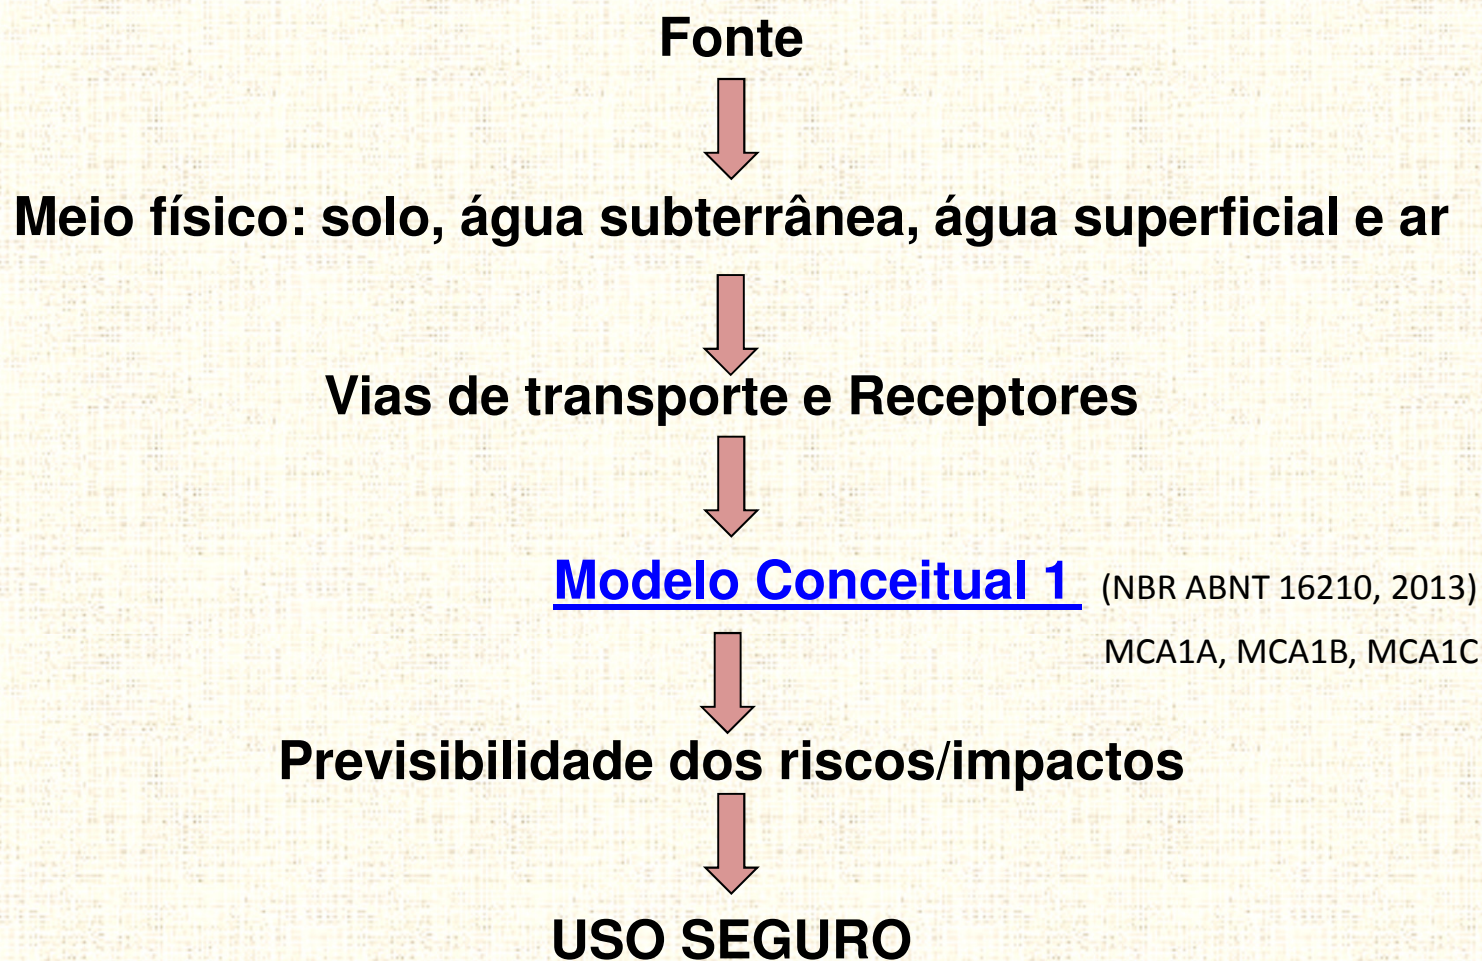 Fonte
Meio físico: solo, água subterrânea, água superficial e ar
Vias de transporte e Receptores
Modelo Conceitual 1 (NBR ABNT 16210, 2013)
MCA1A, MCA1B, MCA1C
Previsibilidade dos riscos/impactos
USO SEGURO